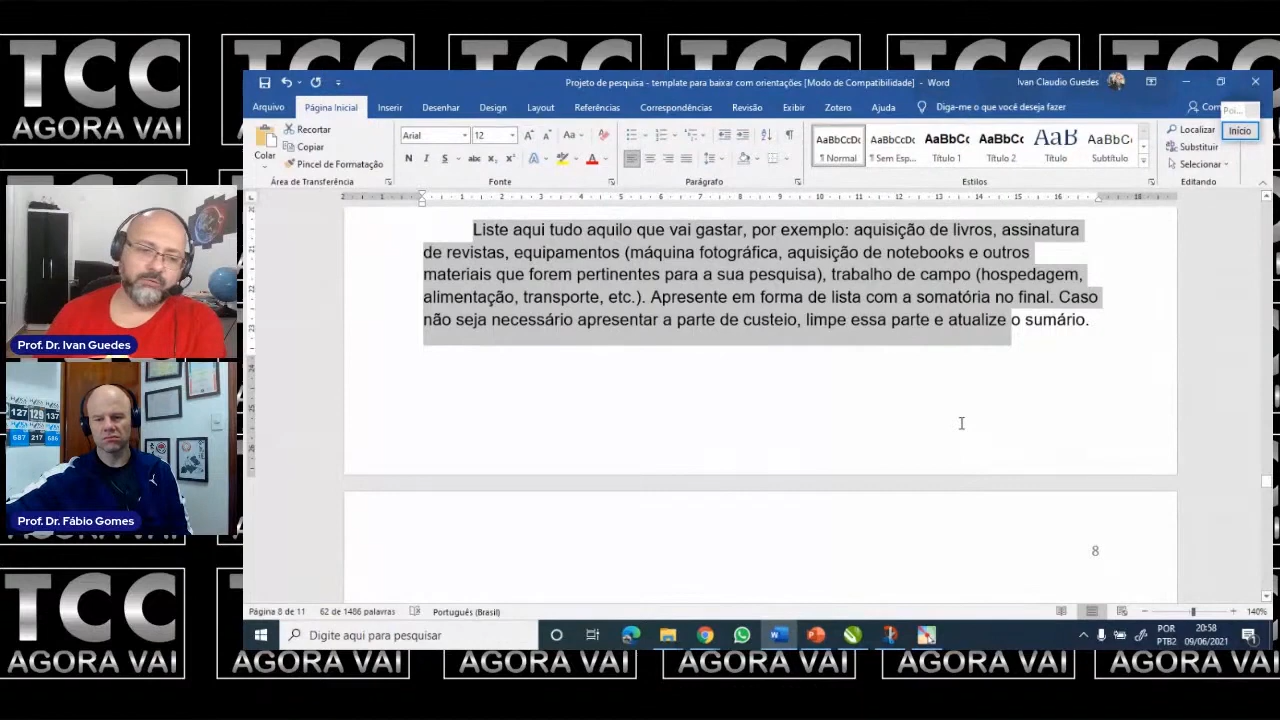 TCC
AGORA VAI
Projeto de pesquisa - template para baixar com orientações [Modo de Compatibilidade] - Word
Ivan Claudio Guedes
Arquivo
Página Inicial
Inserir
Desenhar
Design
Layout
Referências
Correspondências
Revisão
Exibir
Zotero
Ajuda
Diga-me o que você deseja fazer
Início
Colar
Recortar
Copiar
Pincel de Formatação
Área de Transferência
Arial
12
Fonte
Parágrafo
AaBbCcDc
¶ Normal
AaBbCcDc
¶ Sem Esp...
AaBbCc
Título 1
AaBbCc
Título 2
AaB
Título
AaBbCc
Subtítulo
Estilos
Localizar
Substituir
Selecionar
Editando
Liste aqui tudo aquilo que vai gastar, por exemplo: aquisição de livros, assinatura
de revistas, equipamentos (máquina fotográfica, aquisição de notebooks e outros
materiais que forem pertinentes para a sua pesquisa), trabalho de campo (hospedagem,
alimentação, transporte, etc.). Apresente em forma de lista com a somatória no final. Caso
não seja necessário apresentar a parte de custeio, limpe essa parte e atualize o sumário.
8
Prof. Dr. Ivan Guedes
127 129 137
687 217
Prof. Dr. Fábio Gomes
Página 8 de 11
62 de 1486 palavras
Português (Brasil)
140%
Digite aqui para pesquisar
POR
PTB2
20:58
09/06/2021
TCC
AGORA VAI